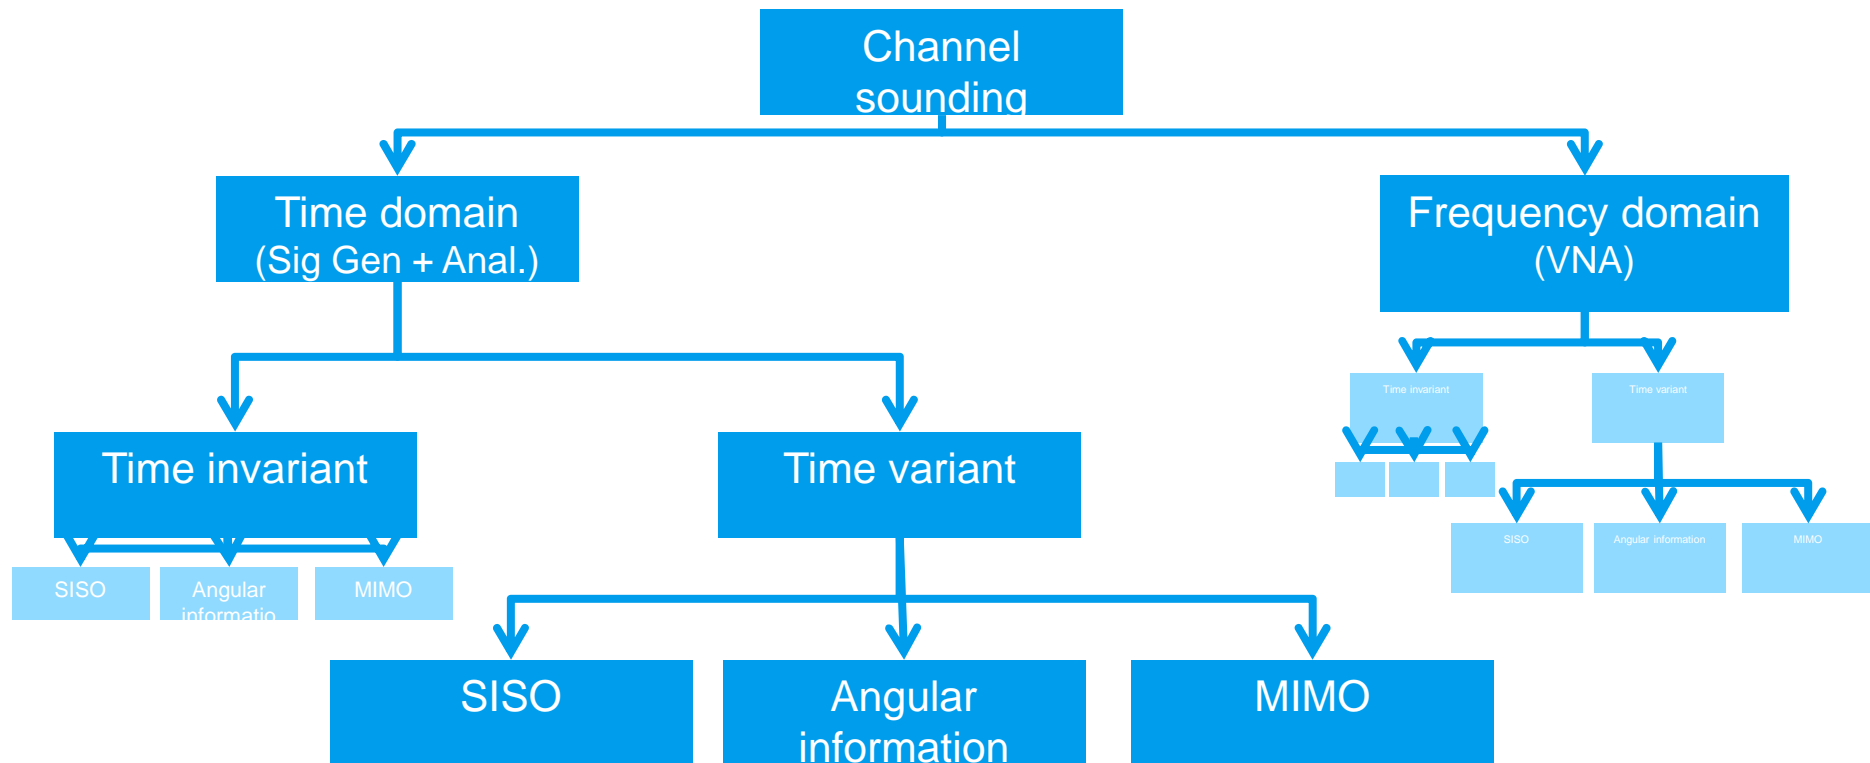 Channel
sounding
Time domain
(Sig Gen + Anal.)
Frequency domain
(VNA)
Time invariant
Time variant
Time invariant
Time variant
SISO
Angular information
MIMO
SISO
Angular
informatio
MIMO
SISO
Angular
information
MIMO